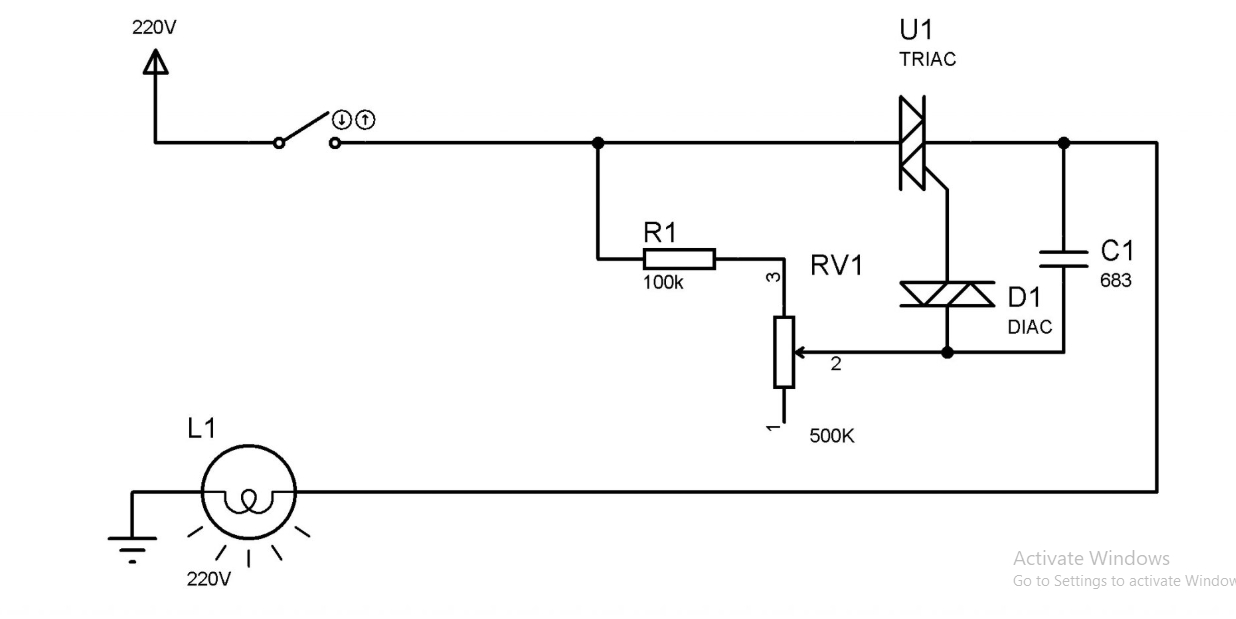 220V
U1
TRIAC
R1
100k
RV1
3
2
1
500K
D1
DIAC
C1
683
L1
220V
Activate Windows
Go to Settings to activate Window